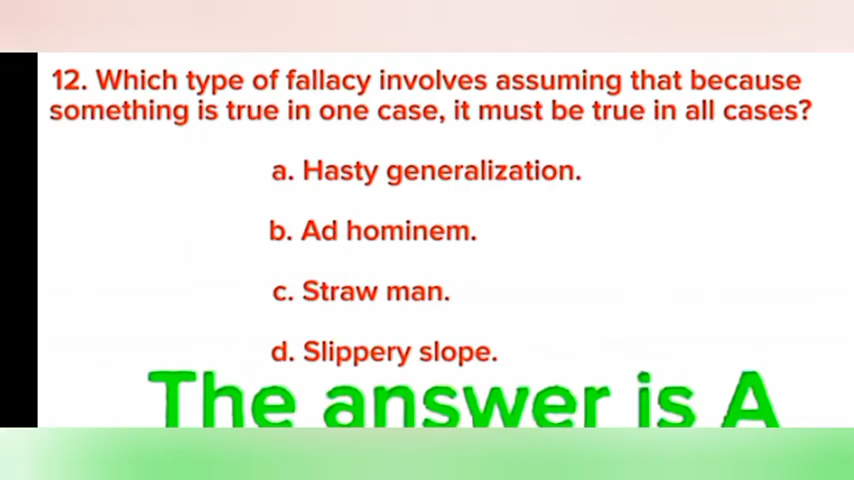 12. Which type of fallacy involves assuming that because
something is true in one case, it must be true in all cases?
a. Hasty generalization.
b. Ad hominem.
c. Straw man.
d. Slippery slope.
The answer is A